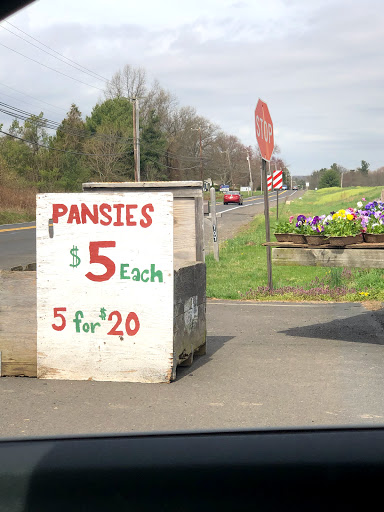 PANSIES
$5 Each
5 for $20
STOP